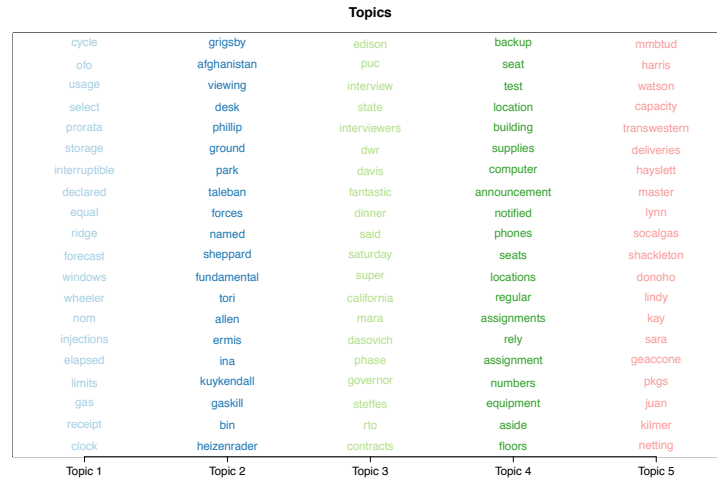 Topics
cycle grigsby edison backup mmbtud
ofo afghanistan puc seat harris
usage viewing interview test watson
select desk state location capacity
prorata phillip interviewers building transwestern
storage ground dwr supplies deliveries
interruptible park davis computer hayslett
declared taleban fantastic announcement master
equal forces dinner notified lynn
ridge named said phones socalgas
forecast sheppard saturday seats shackleton
windows fundamental super locations donoho
wheeler tori california regular lindy
nom allen mara assignments kay
injections ermis dasovich rely sara
elapsed ina phase assignment geaccone
limits kuykendall governor numbers pkgs
gas gaskill steffes equipment juan
receipt bin rto aside kilmer
clock heizenrader contracts floors netting
Topic 1 Topic 2 Topic 3 Topic 4 Topic 5